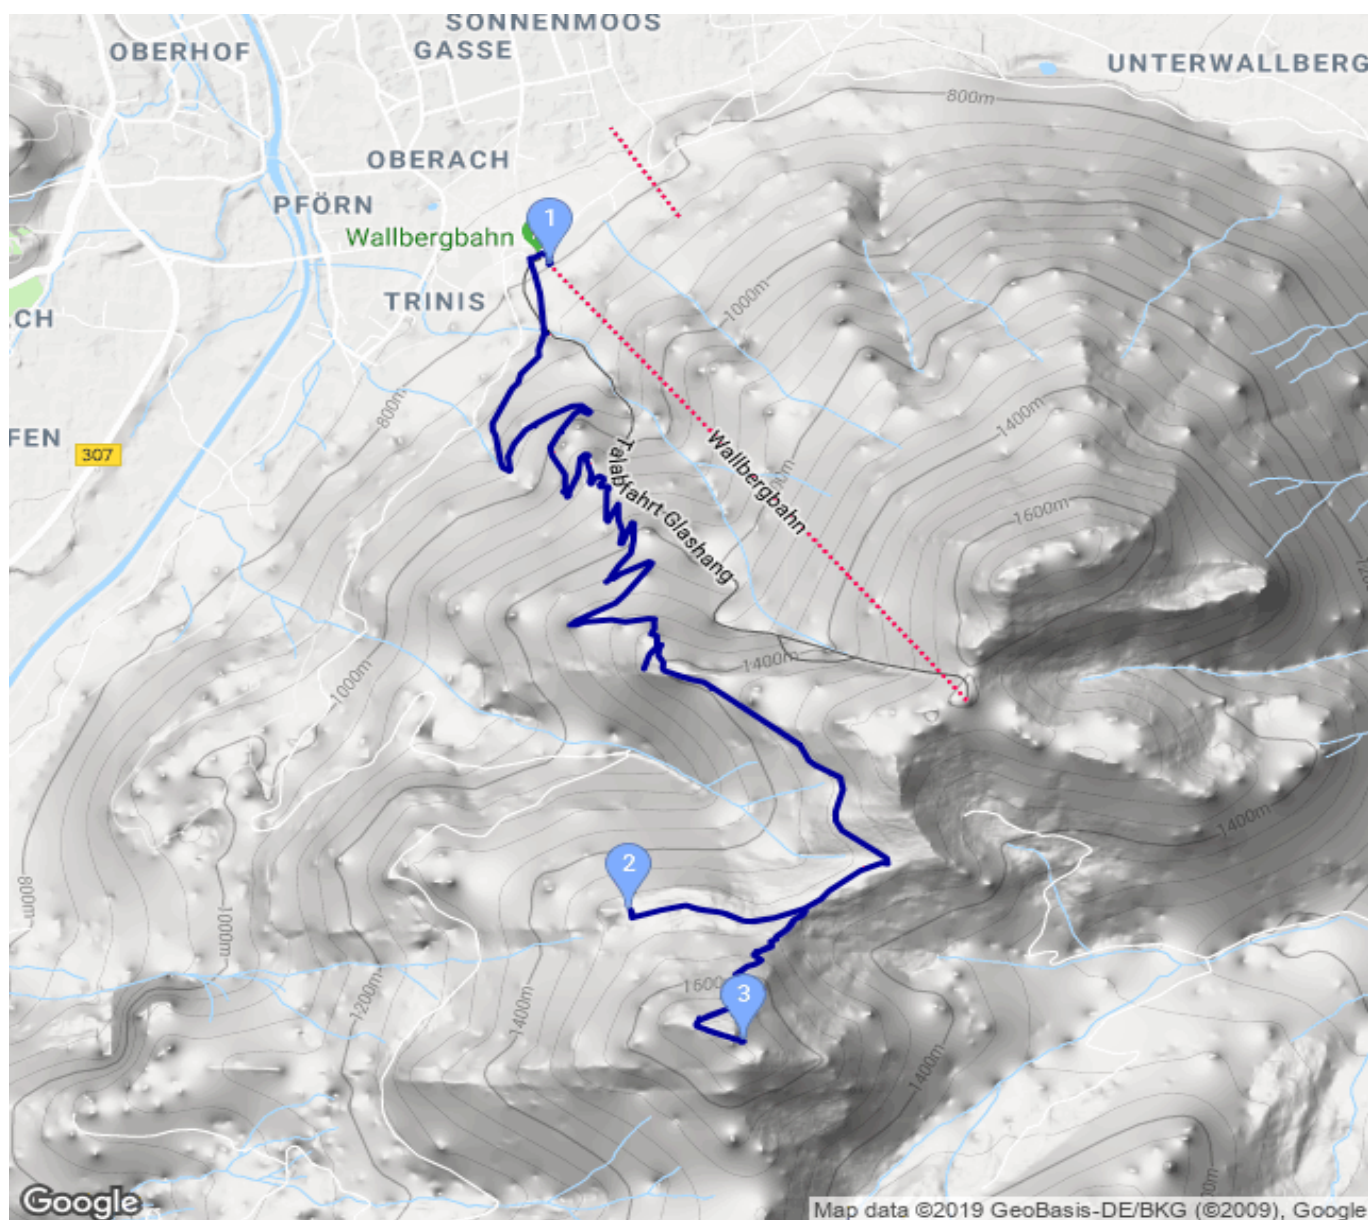 SONNENMOOS
OBERHOF
GASSE
UNTERWALLBERG
800m
OBERACH
PFÖRN
1
Wallbergbahn
TRINIS
1000m
CH
800m
1400m
FEN
307
Talabfahrt-Glashang
Wallbergbahn
1600m
1400m
1000m
1400m
2
800m
1000m
1600m
3
1200m
1400m
1400m
Google
Map data ©2019 GeoBasis-DE/BKG (©2009), Google